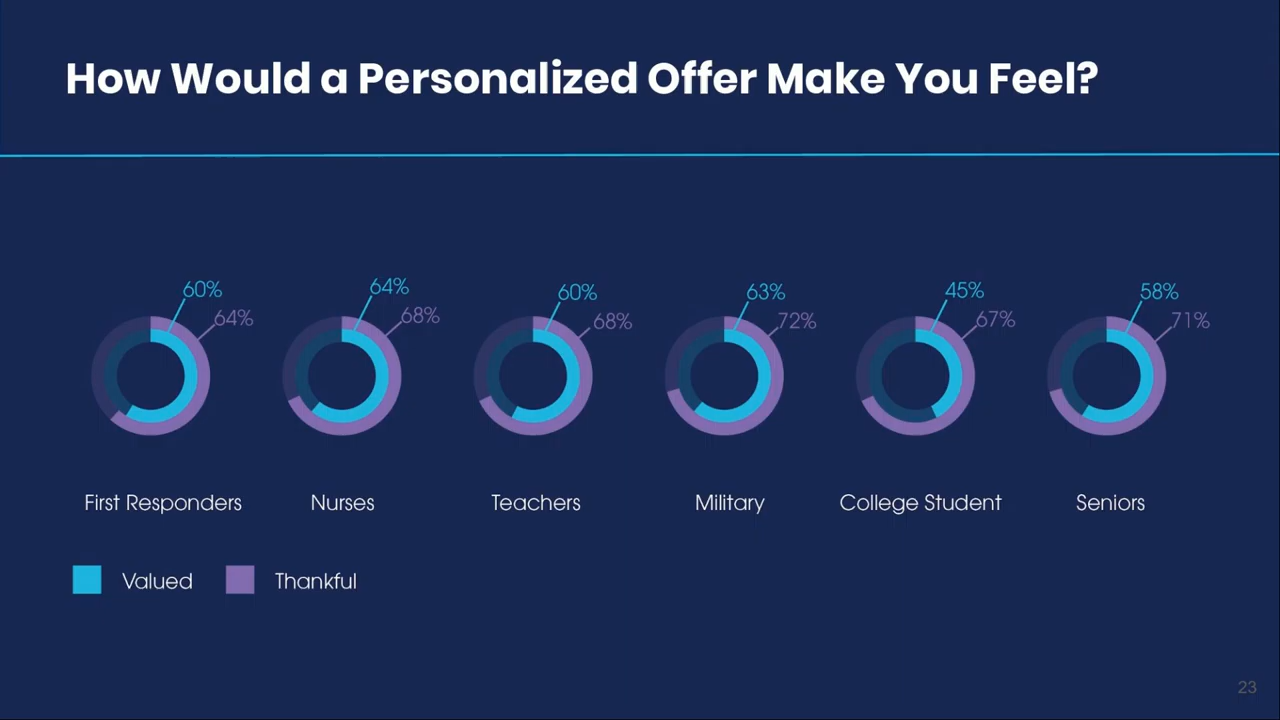 How Would a Personalized Offer Make You Feel?
60%
64%
64%
68%
60%
68%
63%
72%
45%
67%
58%
71%
First Responders
Nurses
Teachers
Military
College Student
Seniors
Valued
Thankful
23